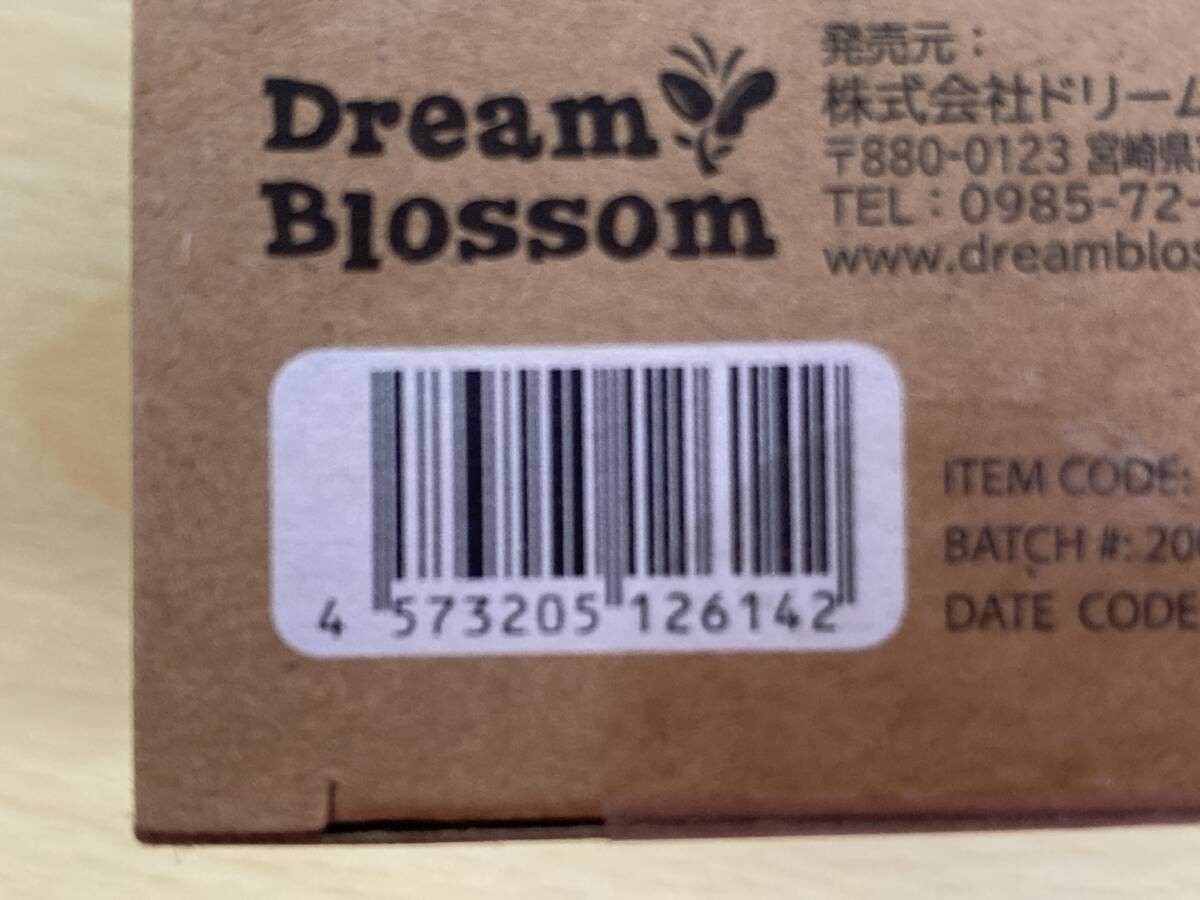 Dream
Blossom
発売元：
株式会社ドリーム
〒880-0123 宮崎県
TEL：0985-72-
www.dreamblos
4 573205 126142
ITEM CODE:
BATCH #: 200
DATE CODE